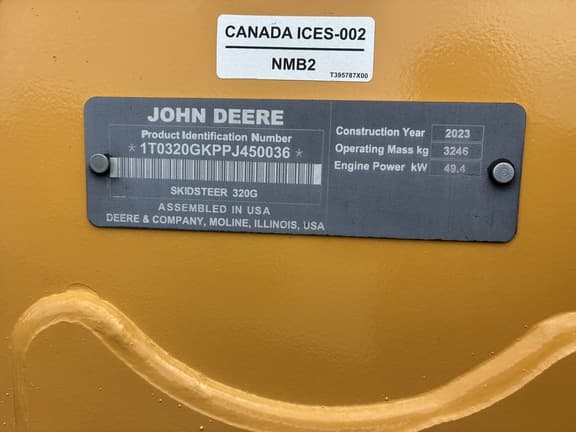 CANADA ICES-002
NMB2
T395787X00
JOHN DEERE
Product Identification Number
* 1T0320GKPPJ450036 *
SKIDSTEER 320G
ASSEMBLED IN USA
DEERE & COMPANY, MOLINE, ILLINOIS, USA
Construction Year 2023
Operating Mass kg 3246
Engine Power kW 49.4